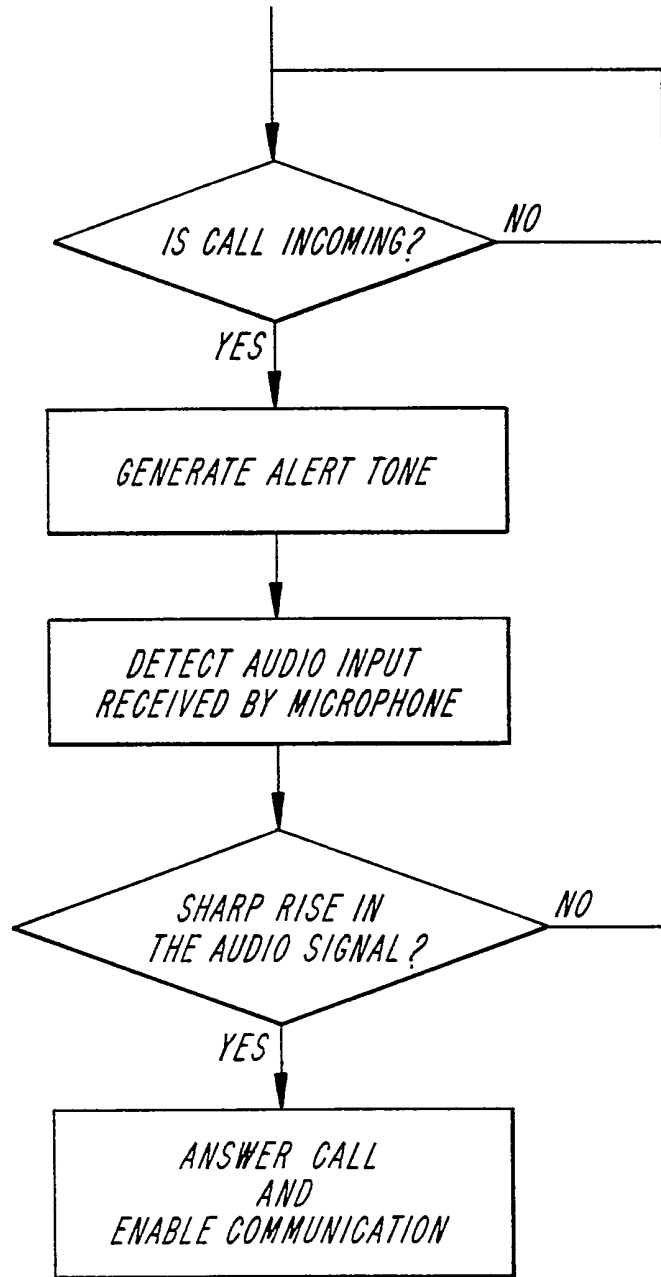 IS CALL INCOMING?
NO
YES
GENERATE ALERT TONE
DETECT AUDIO INPUT
RECEIVED BY MICROPHONE
SHARP RISE IN
THE AUDIO SIGNAL?
NO
YES
ANSWER CALL
AND
ENABLE COMMUNICATION